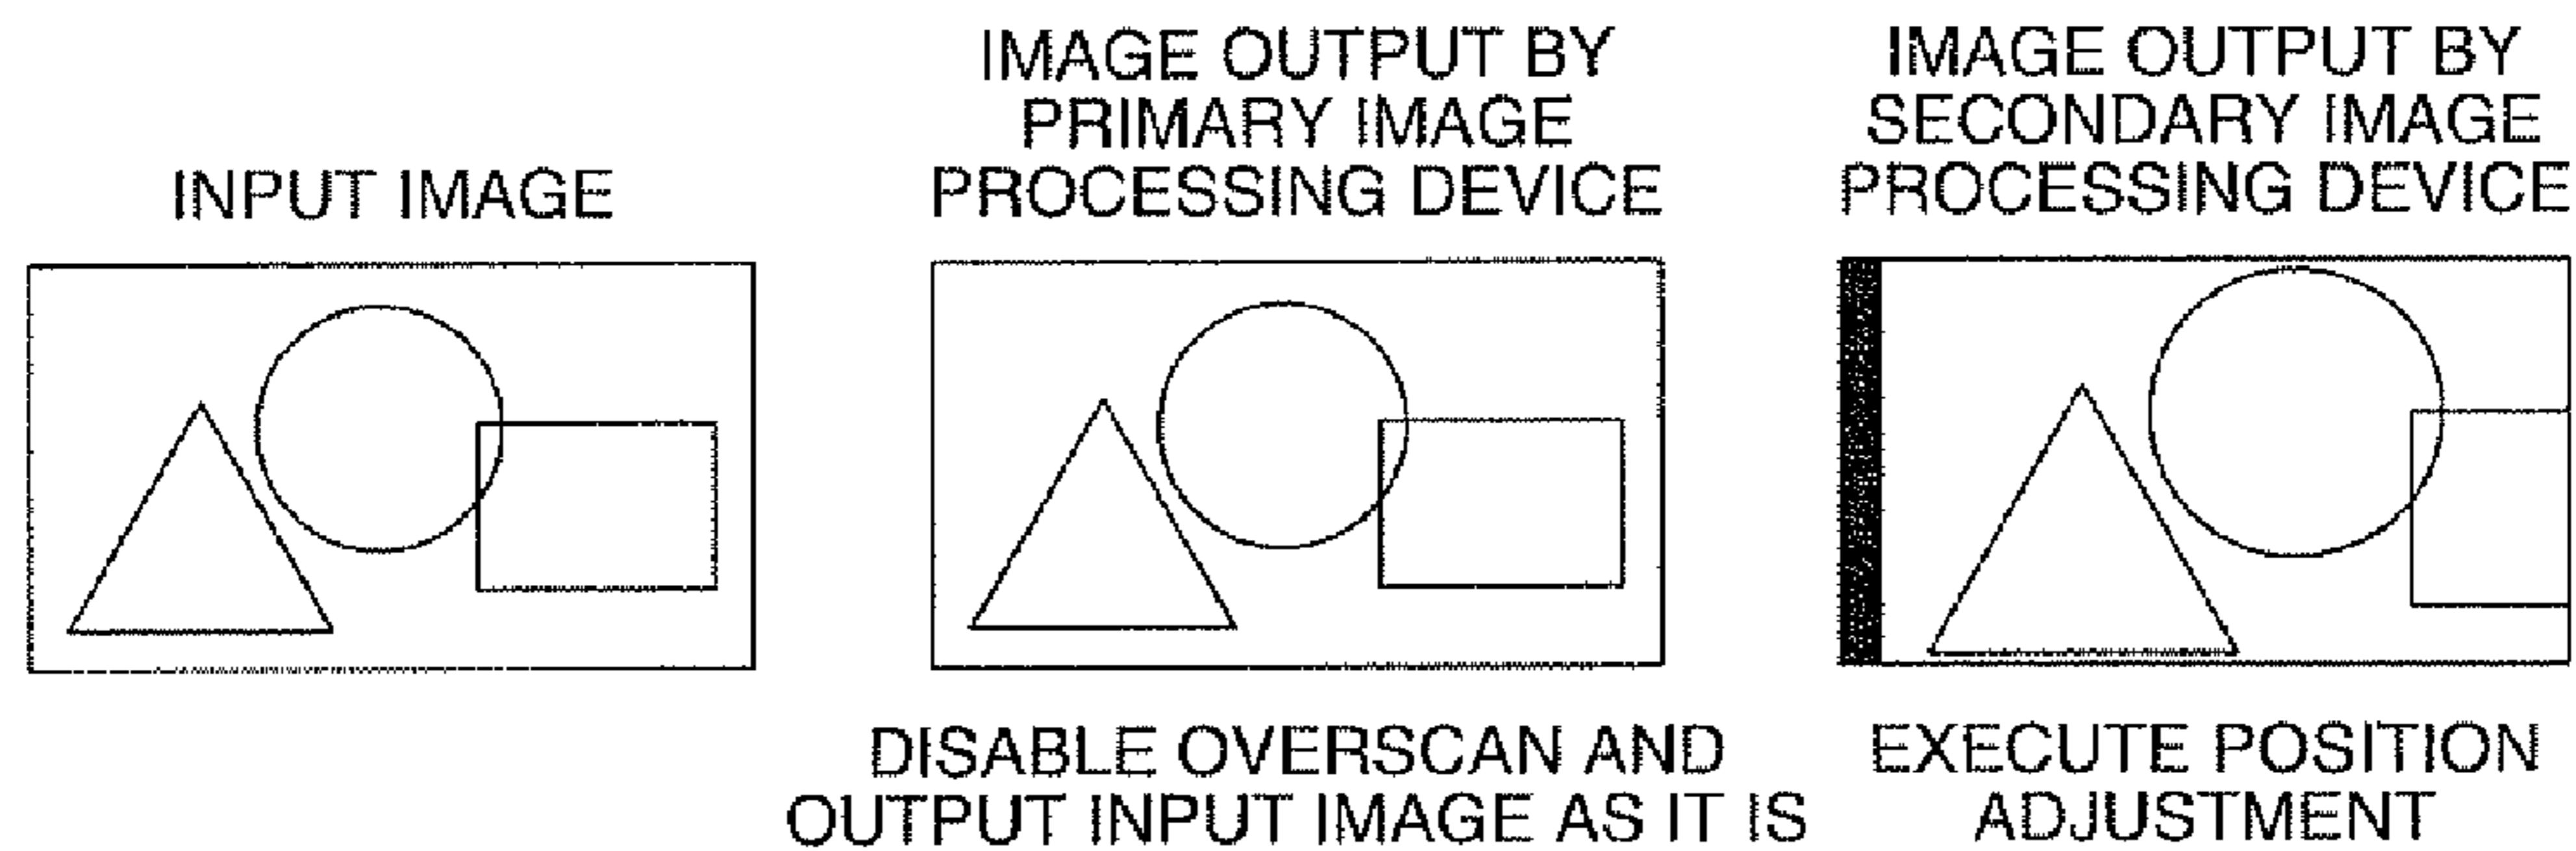 INPUT IMAGE
IMAGE OUTPUT BY
PRIMARY IMAGE
PROCESSING DEVICE
IMAGE OUTPUT BY
SECONDARY IMAGE
PROCESSING DEVICE
DISABLE OVERSCAN AND
OUTPUT INPUT IMAGE AS IT IS
EXECUTE POSITION
ADJUSTMENT